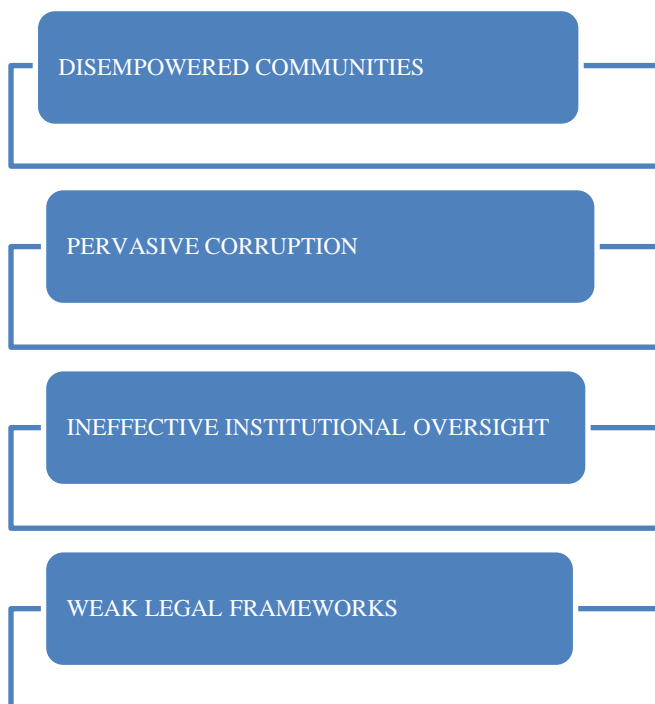 DISEMPOWERED COMMUNITIES
PERVASIVE CORRUPTION
INEFFECTIVE INSTITUTIONAL OVERSIGHT
WEAK LEGAL FRAMEWORKS